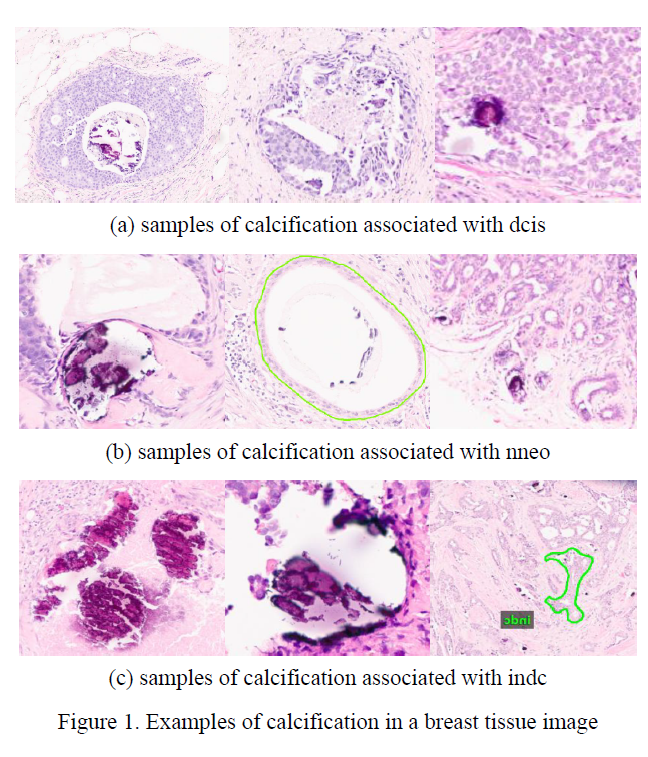 (a) samples of calcification associated with dcis
(b) samples of calcification associated with nneo
indc
(c) samples of calcification associated with indc
Figure 1. Examples of calcification in a breast tissue image